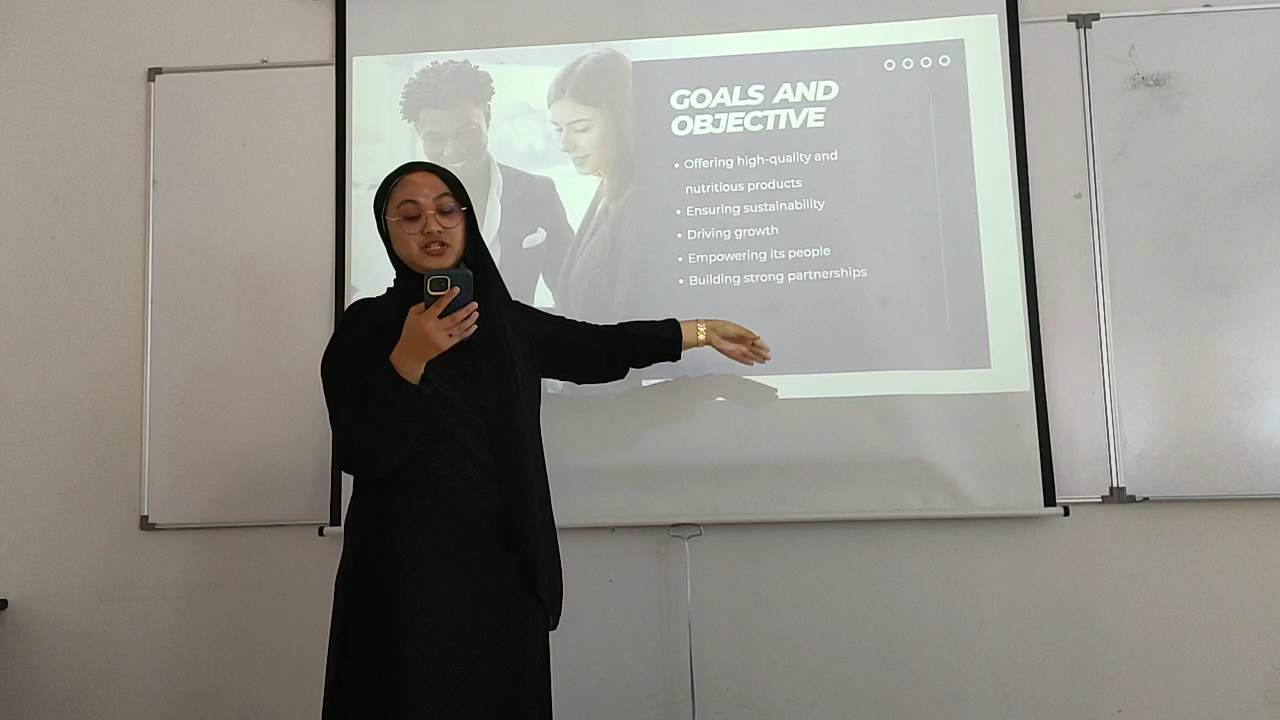 GOALS AND
OBJECTIVE
• Offering high-quality and
nutritious products
• Ensuring sustainability
• Driving growth
• Empowering its people
• Building strong partnerships